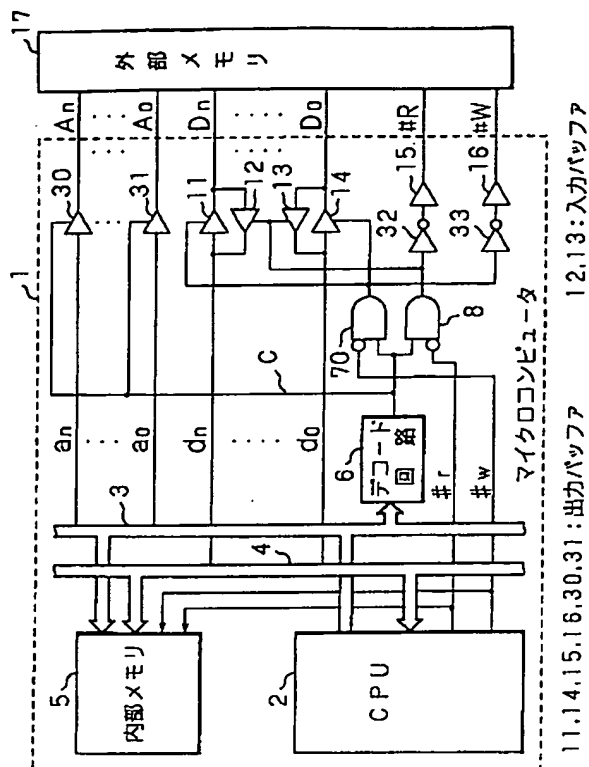 1
17
外部メモリ
An
A0
Dn
D0
#R
#W
30
31
11
12
13
14
15
16
32
33
an
a0
dn
d0
C
3
4
70
8
6
デコード
回路
#r
#w
5
内部メモリ
2
CPU
マイクロコンピュータ
11,14,15,16,30,31:出力バッファ
12,13:入力バッファ